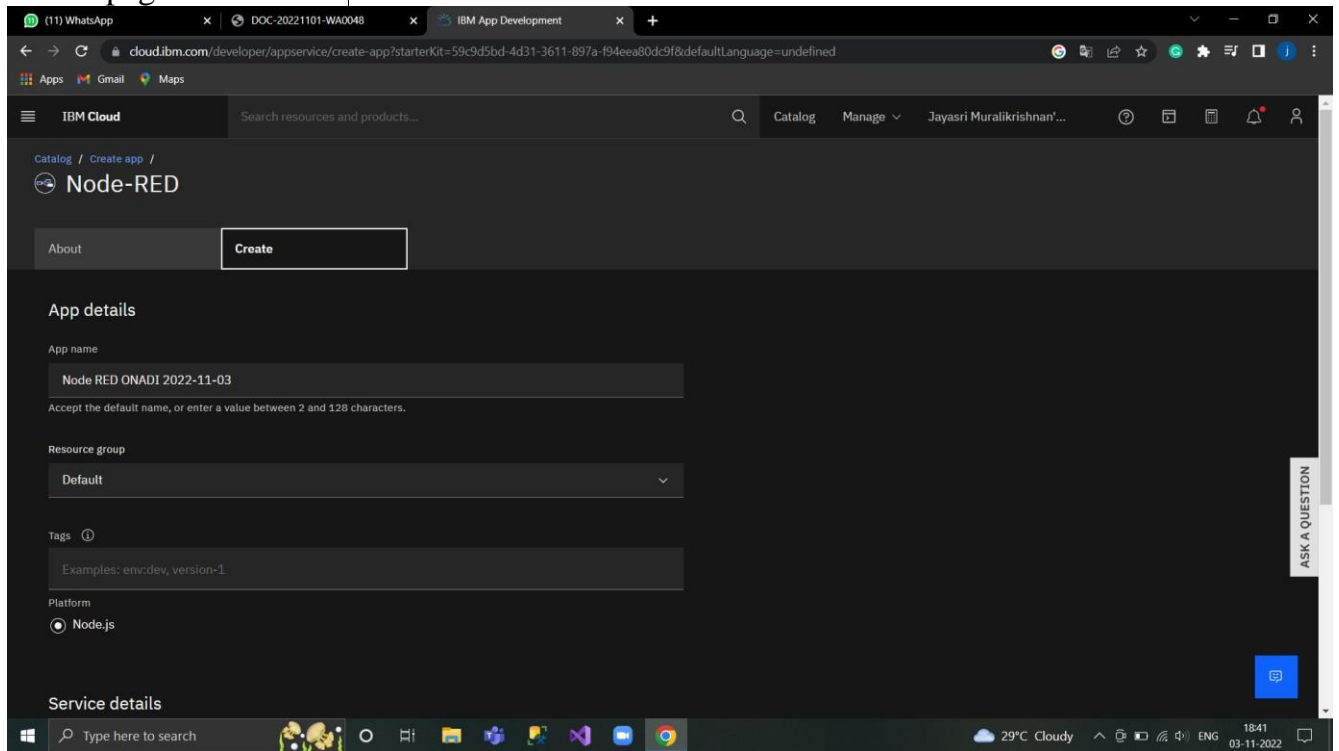 (11) WhatsApp
DOC-20221101-WA0048
IBM App Development
cloud.ibm.com/developer/appservice/create-app?starterKit=59c9d5bd-4d31-3611-897a-f94eea80dc9f&defaultLanguage=undefined
Apps Gmail Maps
IBM Cloud
Search resources and products...
Catalog
Manage
Jayasri Muralikrishnan'...
Catalog / Create app /
Node-RED
About
Create
App details
App name
Node RED ONADI 2022-11-03
Accept the default name, or enter a value between 2 and 128 characters.
Resource group
Default
Tags
Examples: env:dev, version-1
Platform
Node.js
Service details
ASK A QUESTION
Type here to search
29°C Cloudy
ENG
18:41
03-11-2022